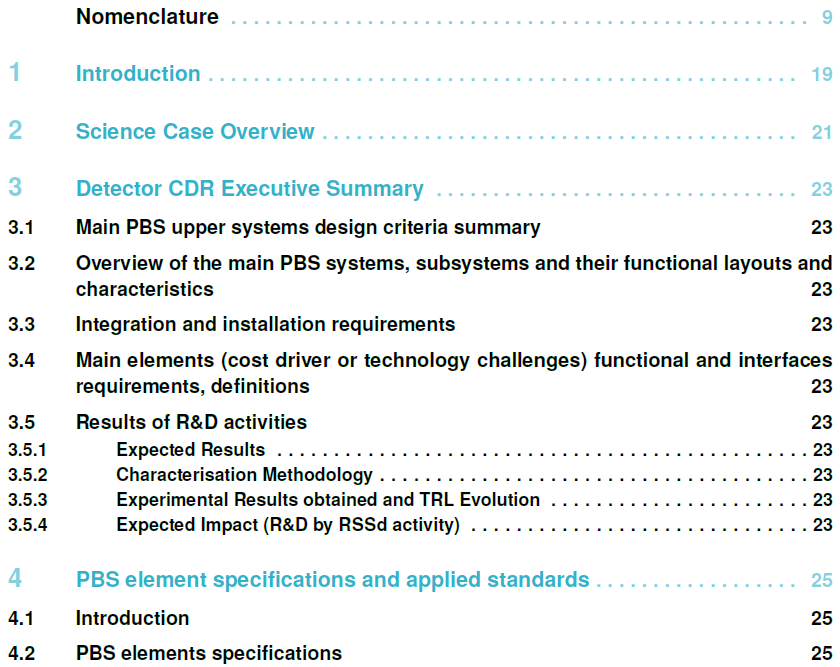 Nomenclature . . . . . . . . . . . . . . . . . . . . . . . . . . . . . . . . . . . . . . . . . . . . . . . . . . . 9
1 Introduction . . . . . . . . . . . . . . . . . . . . . . . . . . . . . . . . . . . . . . . . . . . . . . . . . . . . 19
2 Science Case Overview . . . . . . . . . . . . . . . . . . . . . . . . . . . . . . . . . . . . . . . . . . 21
3 Detector CDR Executive Summary . . . . . . . . . . . . . . . . . . . . . . . . . . . . . . . . 23
3.1 Main PBS upper systems design criteria summary 23
3.2 Overview of the main PBS systems, subsystems and their functional layouts and
characteristics 23
3.3 Integration and installation requirements 23
3.4 Main elements (cost driver or technology challenges) functional and interfaces
requirements, definitions 23
3.5 Results of R&D activities 23
3.5.1 Expected Results . . . . . . . . . . . . . . . . . . . . . . . . . . . . . . . . . . . . . . . . . . . . . . . 23
3.5.2 Characterisation Methodology . . . . . . . . . . . . . . . . . . . . . . . . . . . . . . . . . . . . . . 23
3.5.3 Experimental Results obtained and TRL Evolution . . . . . . . . . . . . . . . . . . . . . . . 23
3.5.4 Expected Impact (R&D by RSSd activity) . . . . . . . . . . . . . . . . . . . . . . . . . . . . . . 23
4 PBS element specifications and applied standards . . . . . . . . . . . . . . . . . . 25
4.1 Introduction 25
4.2 PBS elements specifications 25